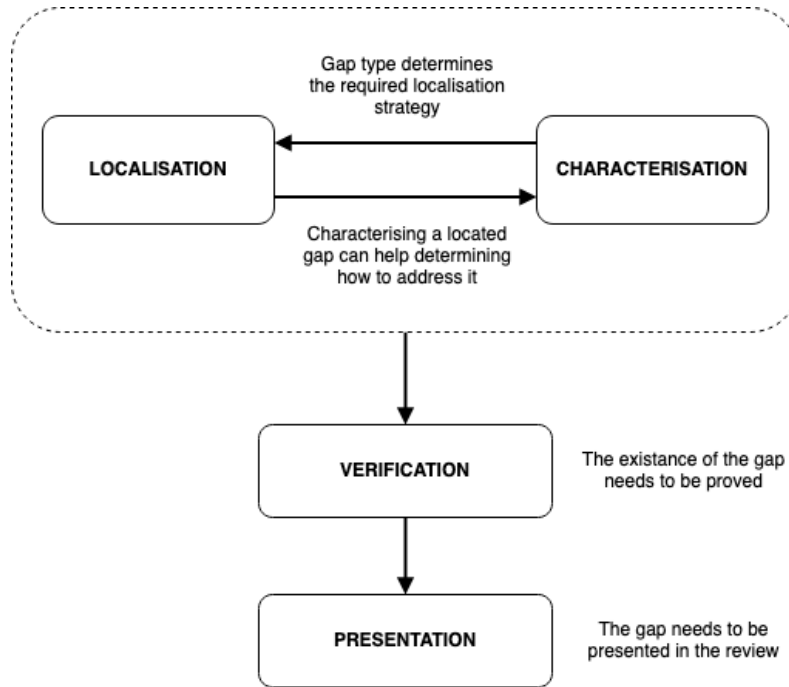 Gap type determines
the required localisation
strategy
LOCALISATION
CHARACTERISATION
Characterising a located
gap can help determining
how to address it
VERIFICATION
The existance of the gap
needs to be proved
PRESENTATION
The gap needs to be
presented in the review